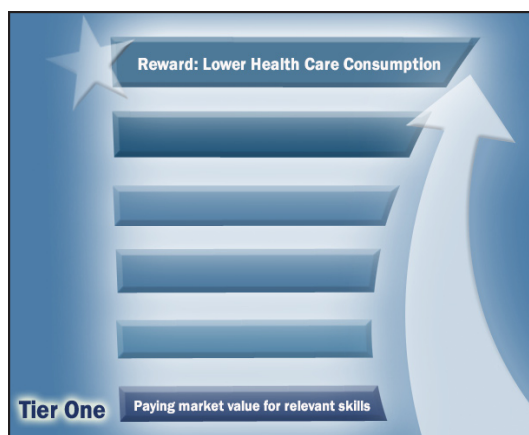 Reward: Lower Health Care Consumption
Tier One
Paying market value for relevant skills